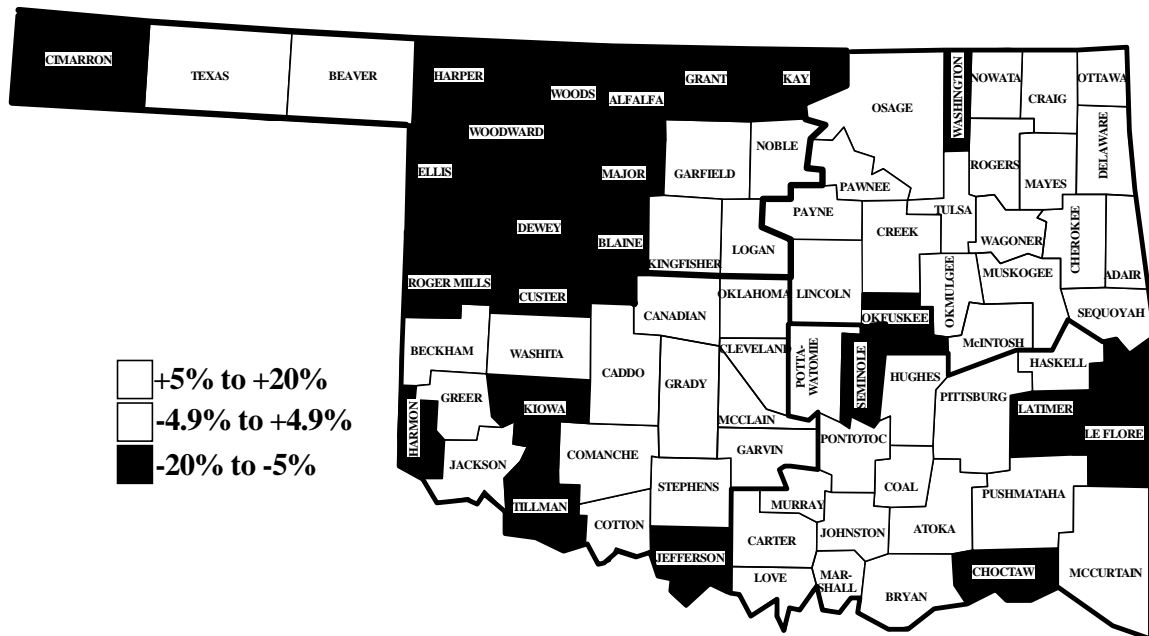 CIMARRON
TEXAS
BEAVER
HARPER
WOODS
ALFALFA
GRANT
KAY
OSAGE
WASHINGTON
NOWATA
CRAIG
OTTAWA
WOODWARD
ELLIS
MAJOR
GARFIELD
NOBLE
PAWNEE
ROGERS
MAYES
DELAWARE
DEWEY
BLAINE
KINGFISHER
LOGAN
PAYNE
CREEK
TULSA
WAGONER
CHEROKEE
ADAIR
ROGER MILLS
CUSTER
CANADIAN
OKLAHOMA
LINCOLN
OKFUSKEE
OKMULGEE
MUSKOGEE
SEQUOYAH
McINTOSH
BECKHAM
WASHITA
CADDO
GRADY
CLEVELAND
POTTA-
WATOMIE
SEMINOLE
HUGHES
HASKELL
PITTSBURG
LATIMER
LE FLORE
+5% to +20%
-4.9% to +4.9%
-20% to -5%
HARMON
GREER
KIOWA
JACKSON
COMANCHE
MCCLAIN
GARVIN
PONTOTOC
TILLMAN
COTTON
STEPHENS
MURRAY
COAL
PUSHMATAHA
JEFFERSON
CARTER
JOHNSTON
ATOKA
LOVE
MAR-
SHALL
BRYAN
CHOCTAW
MCCURTAIN